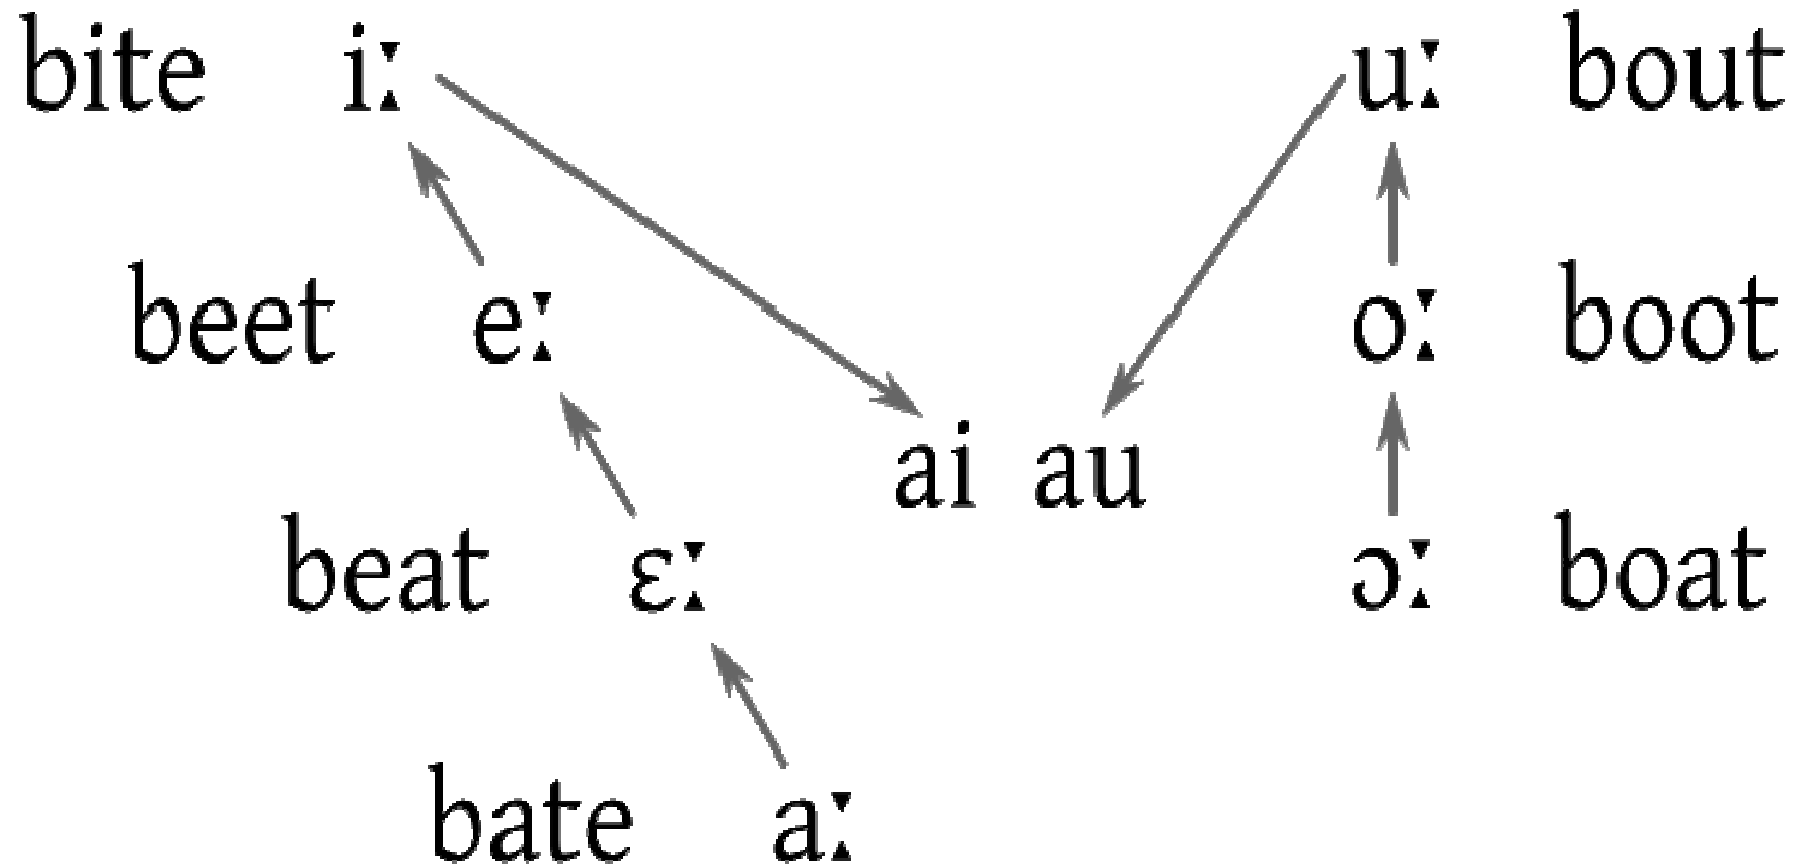 bite iː uː bout
beet eː oː boot
ai au
beat ɛː ɔː boat
bate aː